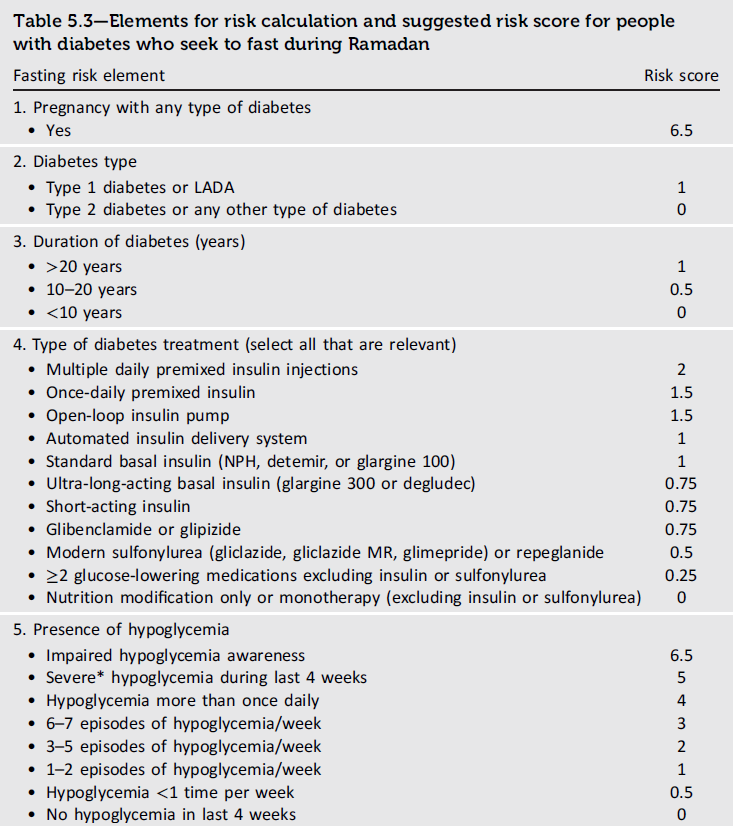 Table 5.3—Elements for risk calculation and suggested risk score for people
with diabetes who seek to fast during Ramadan
Fasting risk element Risk score
1. Pregnancy with any type of diabetes
• Yes 6.5
2. Diabetes type
• Type 1 diabetes or LADA 1
• Type 2 diabetes or any other type of diabetes 0
3. Duration of diabetes (years)
• >20 years 1
• 10–20 years 0.5
• <10 years 0
4. Type of diabetes treatment (select all that are relevant)
• Multiple daily premixed insulin injections 2
• Once-daily premixed insulin 1.5
• Open-loop insulin pump 1.5
• Automated insulin delivery system 1
• Standard basal insulin (NPH, detemir, or glargine 100) 1
• Ultra-long-acting basal insulin (glargine 300 or degludec) 0.75
• Short-acting insulin 0.75
• Glibenclamide or glipizide 0.75
• Modern sulfonylurea (gliclazide, gliclazide MR, glimepride) or repeglanide 0.5
• ≥2 glucose-lowering medications excluding insulin or sulfonylurea 0.25
• Nutrition modification only or monotherapy (excluding insulin or sulfonylurea) 0
5. Presence of hypoglycemia
• Impaired hypoglycemia awareness 6.5
• Severe* hypoglycemia during last 4 weeks 5
• Hypoglycemia more than once daily 4
• 6–7 episodes of hypoglycemia/week 3
• 3–5 episodes of hypoglycemia/week 2
• 1–2 episodes of hypoglycemia/week 1
• Hypoglycemia <1 time per week 0.5
• No hypoglycemia in last 4 weeks 0